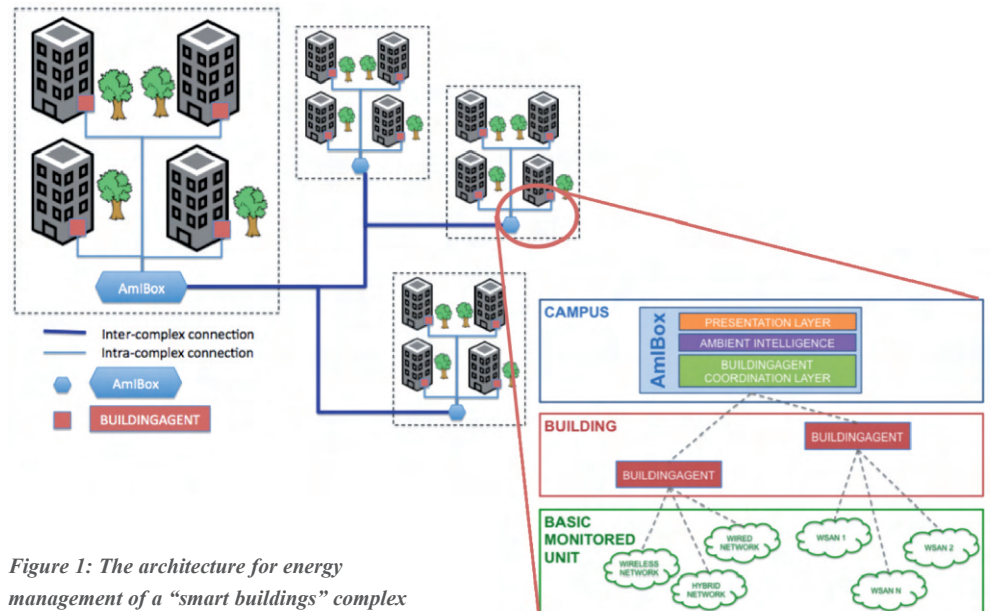 AmIBox
Inter-complex connection
Intra-complex connection
AmIBox
BUILDINGAGENT
CAMPUS
AmIBox
PRESENTATION LAYER
AMBIENT INTELLIGENCE
BUILDINGAGENT
COORDINATION LAYER
BUILDING
BUILDINGAGENT
BUILDINGAGENT
BASIC
MONITORED
UNIT
WIRELESS
NETWORK
WIRED
NETWORK
HYBRID
NETWORK
WSAN 1
WSAN 2
WSAN N
Figure 1: The architecture for energy
management of a “smart buildings” complex